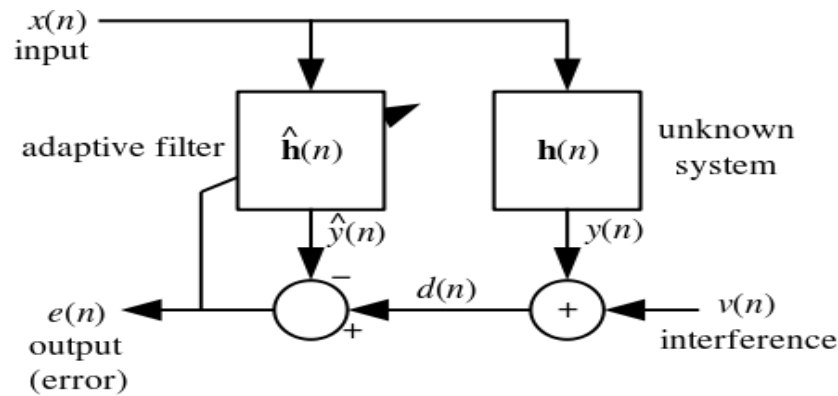 x(n)
input
adaptive filter
ĥ(n)
h(n)
unknown
system
ŷ(n)
y(n)
−
+
d(n)
+
e(n)
output
(error)
v(n)
interference